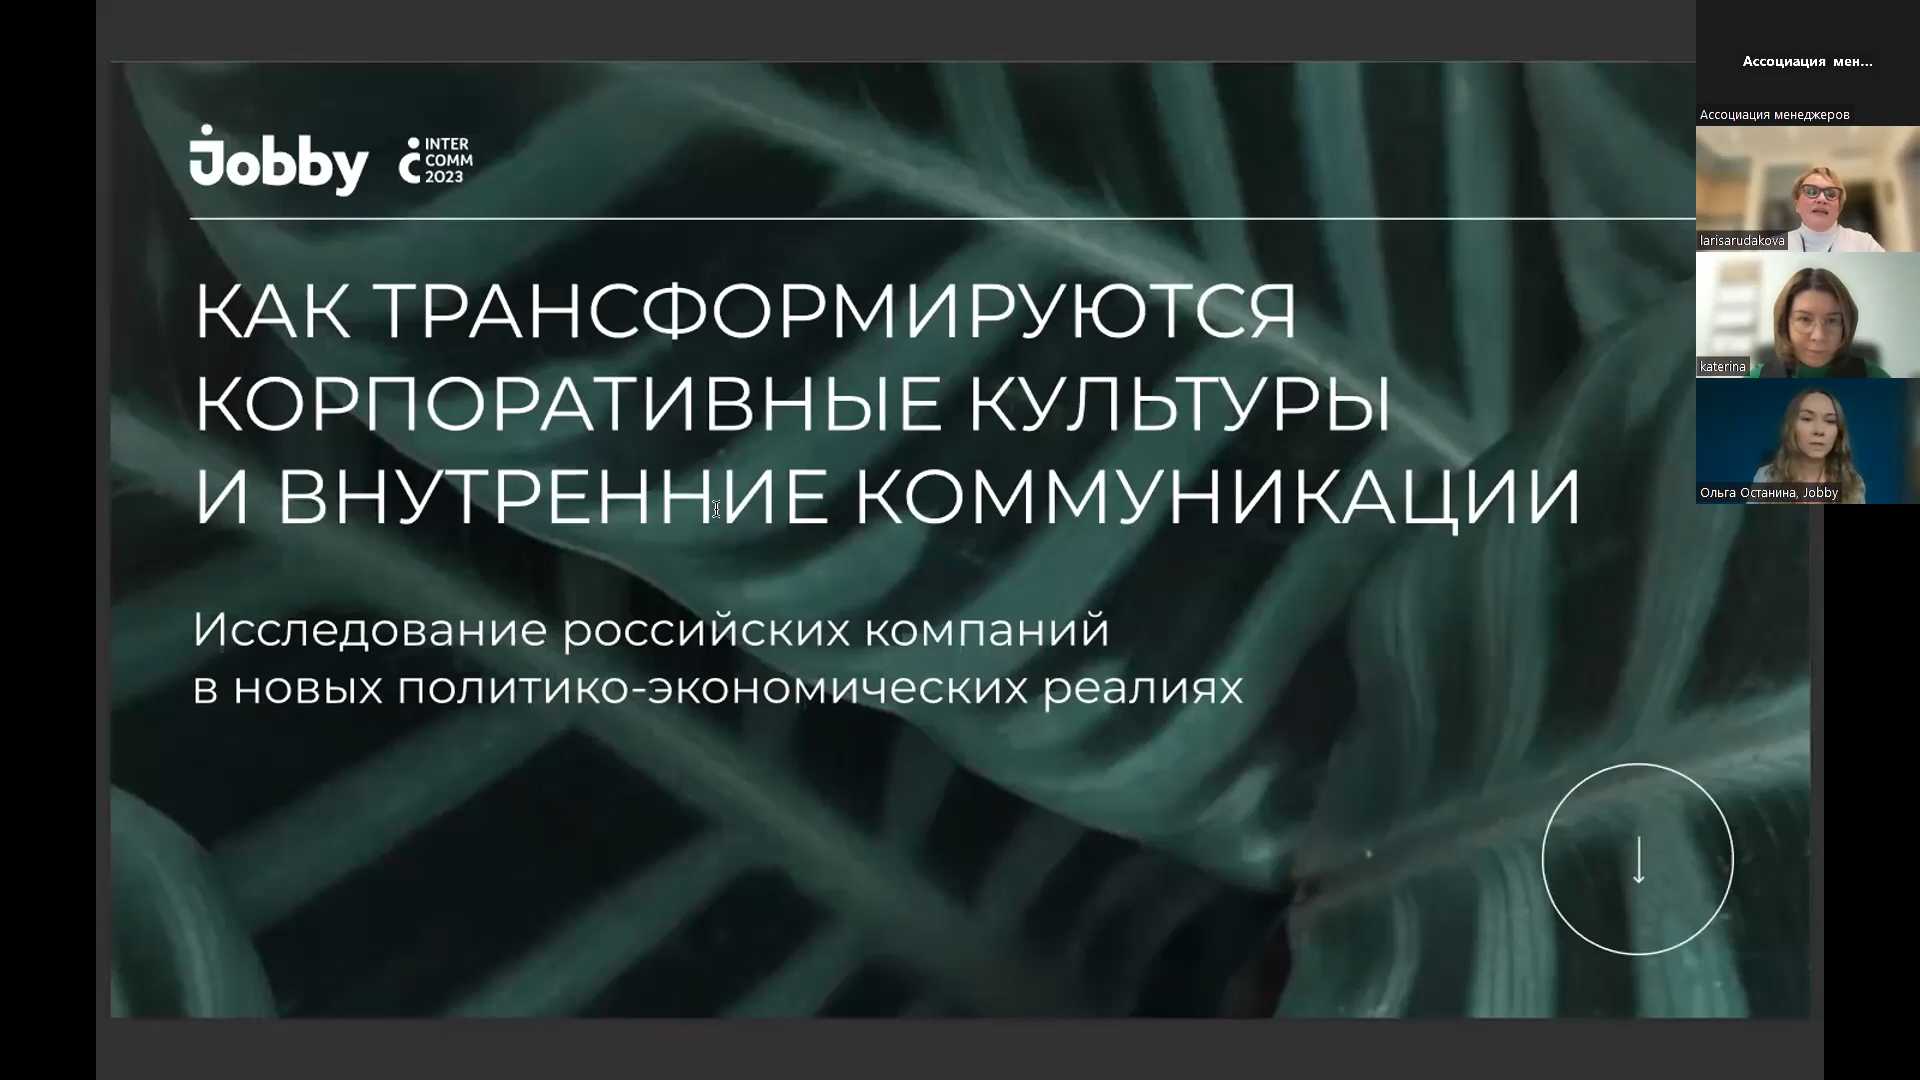 Jobby
INTER
COMM
2023
КАК ТРАНСФОРМИРУЮТСЯ
КОРПОРАТИВНЫЕ КУЛЬТУРЫ
И ВНУТРЕННИЕ КОММУНИКАЦИИ
Исследование российских компаний
в новых политико-экономических реалиях
Ассоциация мен...
Ассоциация менеджеров
larisarudakova
katerina
Ольга Останина, Jobby